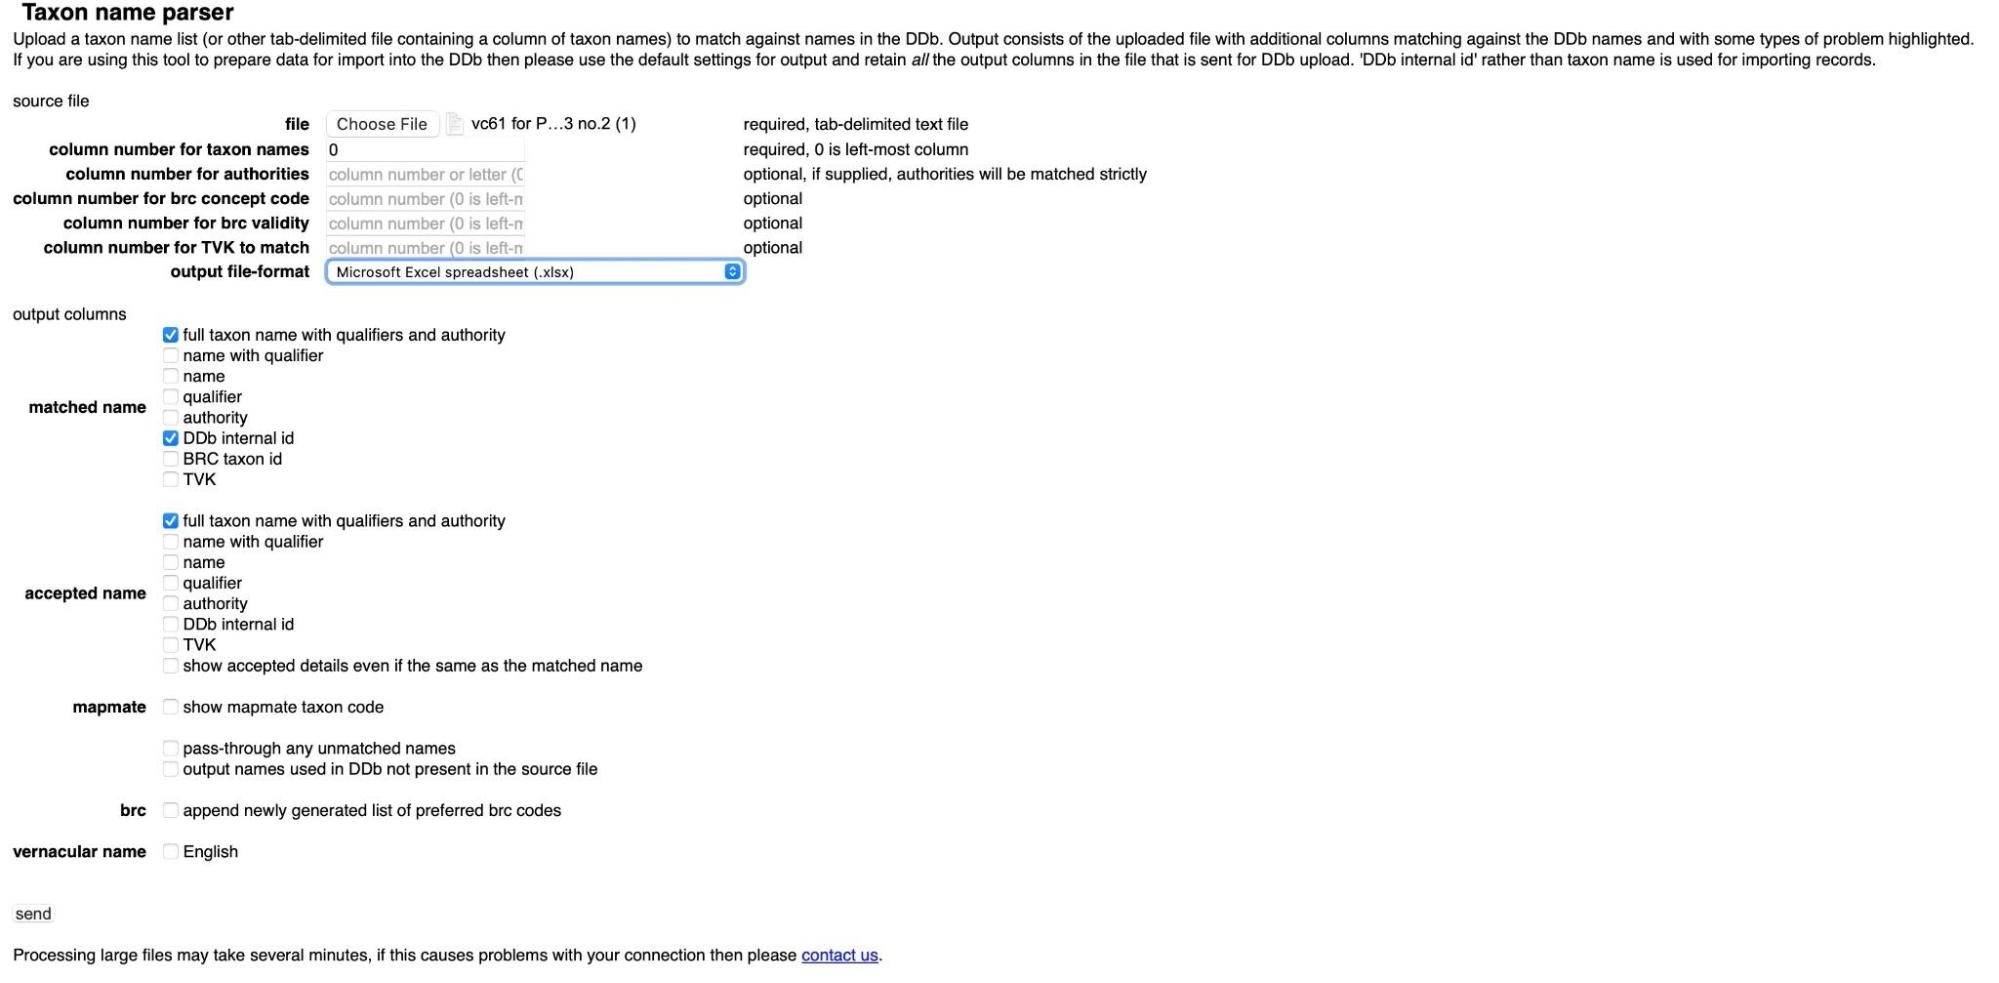 Taxon name parser
Upload a taxon name list (or other tab-delimited file containing a column of taxon names) to match against names in the DDb. Output consists of the uploaded file with additional columns matching against the DDb names and with some types of problem highlighted.
If you are using this tool to prepare data for import into the DDb then please use the default settings for output and retain all the output columns in the file that is sent for DDb upload. 'DDb internal id' rather than taxon name is used for importing records.
source file
file Choose File vc61 for P...3 no.2 (1) required, tab-delimited text file
column number for taxon names 0 required, 0 is left-most column
column number for authorities column number or letter (0 optional, if supplied, authorities will be matched strictly
column number for brc concept code column number (0 is left-m optional
column number for brc validity column number (0 is left-m optional
column number for TVK to match column number (0 is left-m optional
output file-format Microsoft Excel spreadsheet (.xlsx)
output columns
full taxon name with qualifiers and authority
name with qualifier
name
qualifier
matched name
authority
DDb internal id
BRC taxon id
TVK
full taxon name with qualifiers and authority
name with qualifier
name
qualifier
accepted name
authority
DDb internal id
TVK
show accepted details even if the same as the matched name
mapmate show mapmate taxon code
pass-through any unmatched names
output names used in DDb not present in the source file
brc append newly generated list of preferred brc codes
vernacular name English
send
Processing large files may take several minutes, if this causes problems with your connection then please contact us.